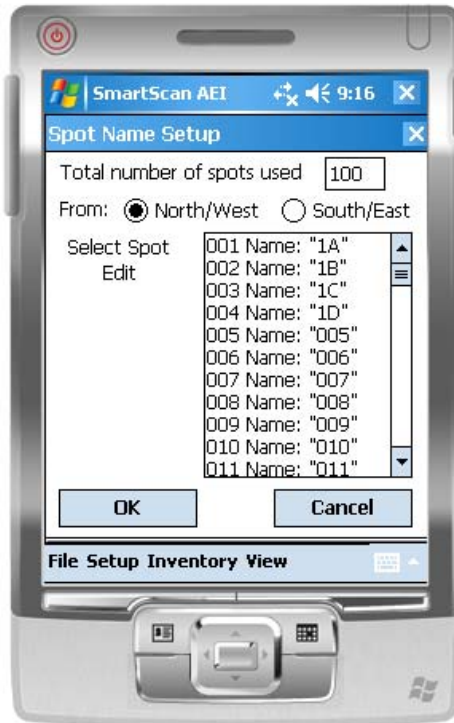 SmartScan AEI 9:16
Spot Name Setup
Total number of spots used 100
From: North/West South/East
Select Spot
Edit
001 Name: "1A"
002 Name: "1B"
003 Name: "1C"
004 Name: "1D"
005 Name: "005"
006 Name: "006"
007 Name: "007"
008 Name: "008"
009 Name: "009"
010 Name: "010"
011 Name: "011"
OK Cancel
File Setup Inventory View